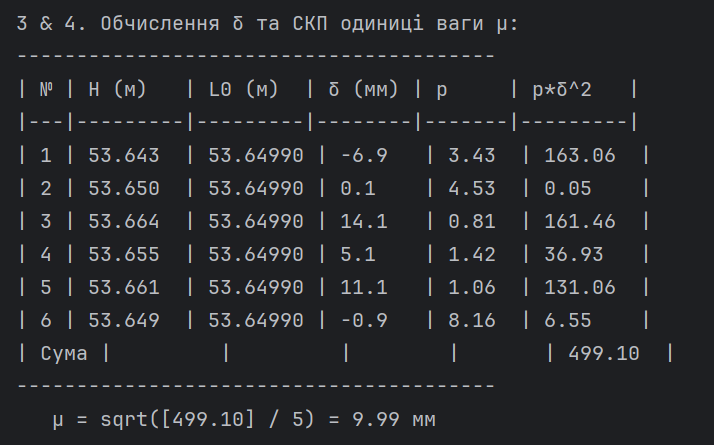 3 & 4. Обчислення δ та СКП одиниці ваги μ:
----------------------------------------
| № | H (м)   | L0 (м)  | δ (мм) | p     | p*δ^2   |
|---|---------|---------|--------|-------|---------|
| 1 | 53.643  | 53.64990 | -6.9   | 3.43  | 163.06  |
| 2 | 53.650  | 53.64990 | 0.1    | 4.53  | 0.05    |
| 3 | 53.664  | 53.64990 | 14.1   | 0.81  | 161.46  |
| 4 | 53.655  | 53.64990 | 5.1    | 1.42  | 36.93   |
| 5 | 53.661  | 53.64990 | 11.1   | 1.06  | 131.06  |
| 6 | 53.649  | 53.64990 | -0.9   | 8.16  | 6.55    |
| Сума |         |         |        |       | 499.10  |
----------------------------------------
μ = sqrt([499.10] / 5) = 9.99 мм